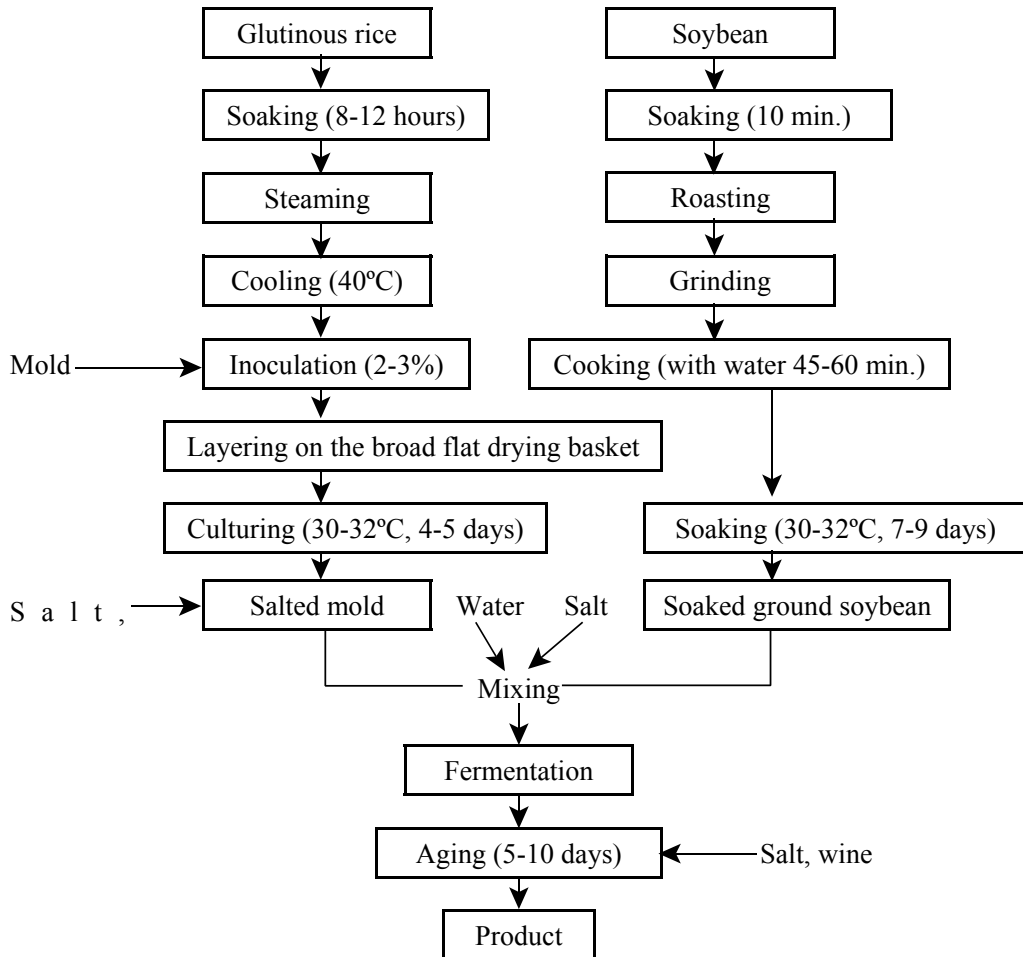 Glutinous rice
Soybean
Soaking (8-12 hours)
Soaking (10 min.)
Steaming
Roasting
Cooling (40ºC)
Grinding
Mold
Inoculation (2-3%)
Cooking (with water 45-60 min.)
Layering on the broad flat drying basket
Culturing (30-32ºC, 4-5 days)
Soaking (30-32ºC, 7-9 days)
S a l t ,
Salted mold
Water
Salt
Soaked ground soybean
Mixing
Fermentation
Aging (5-10 days)
Salt, wine
Product